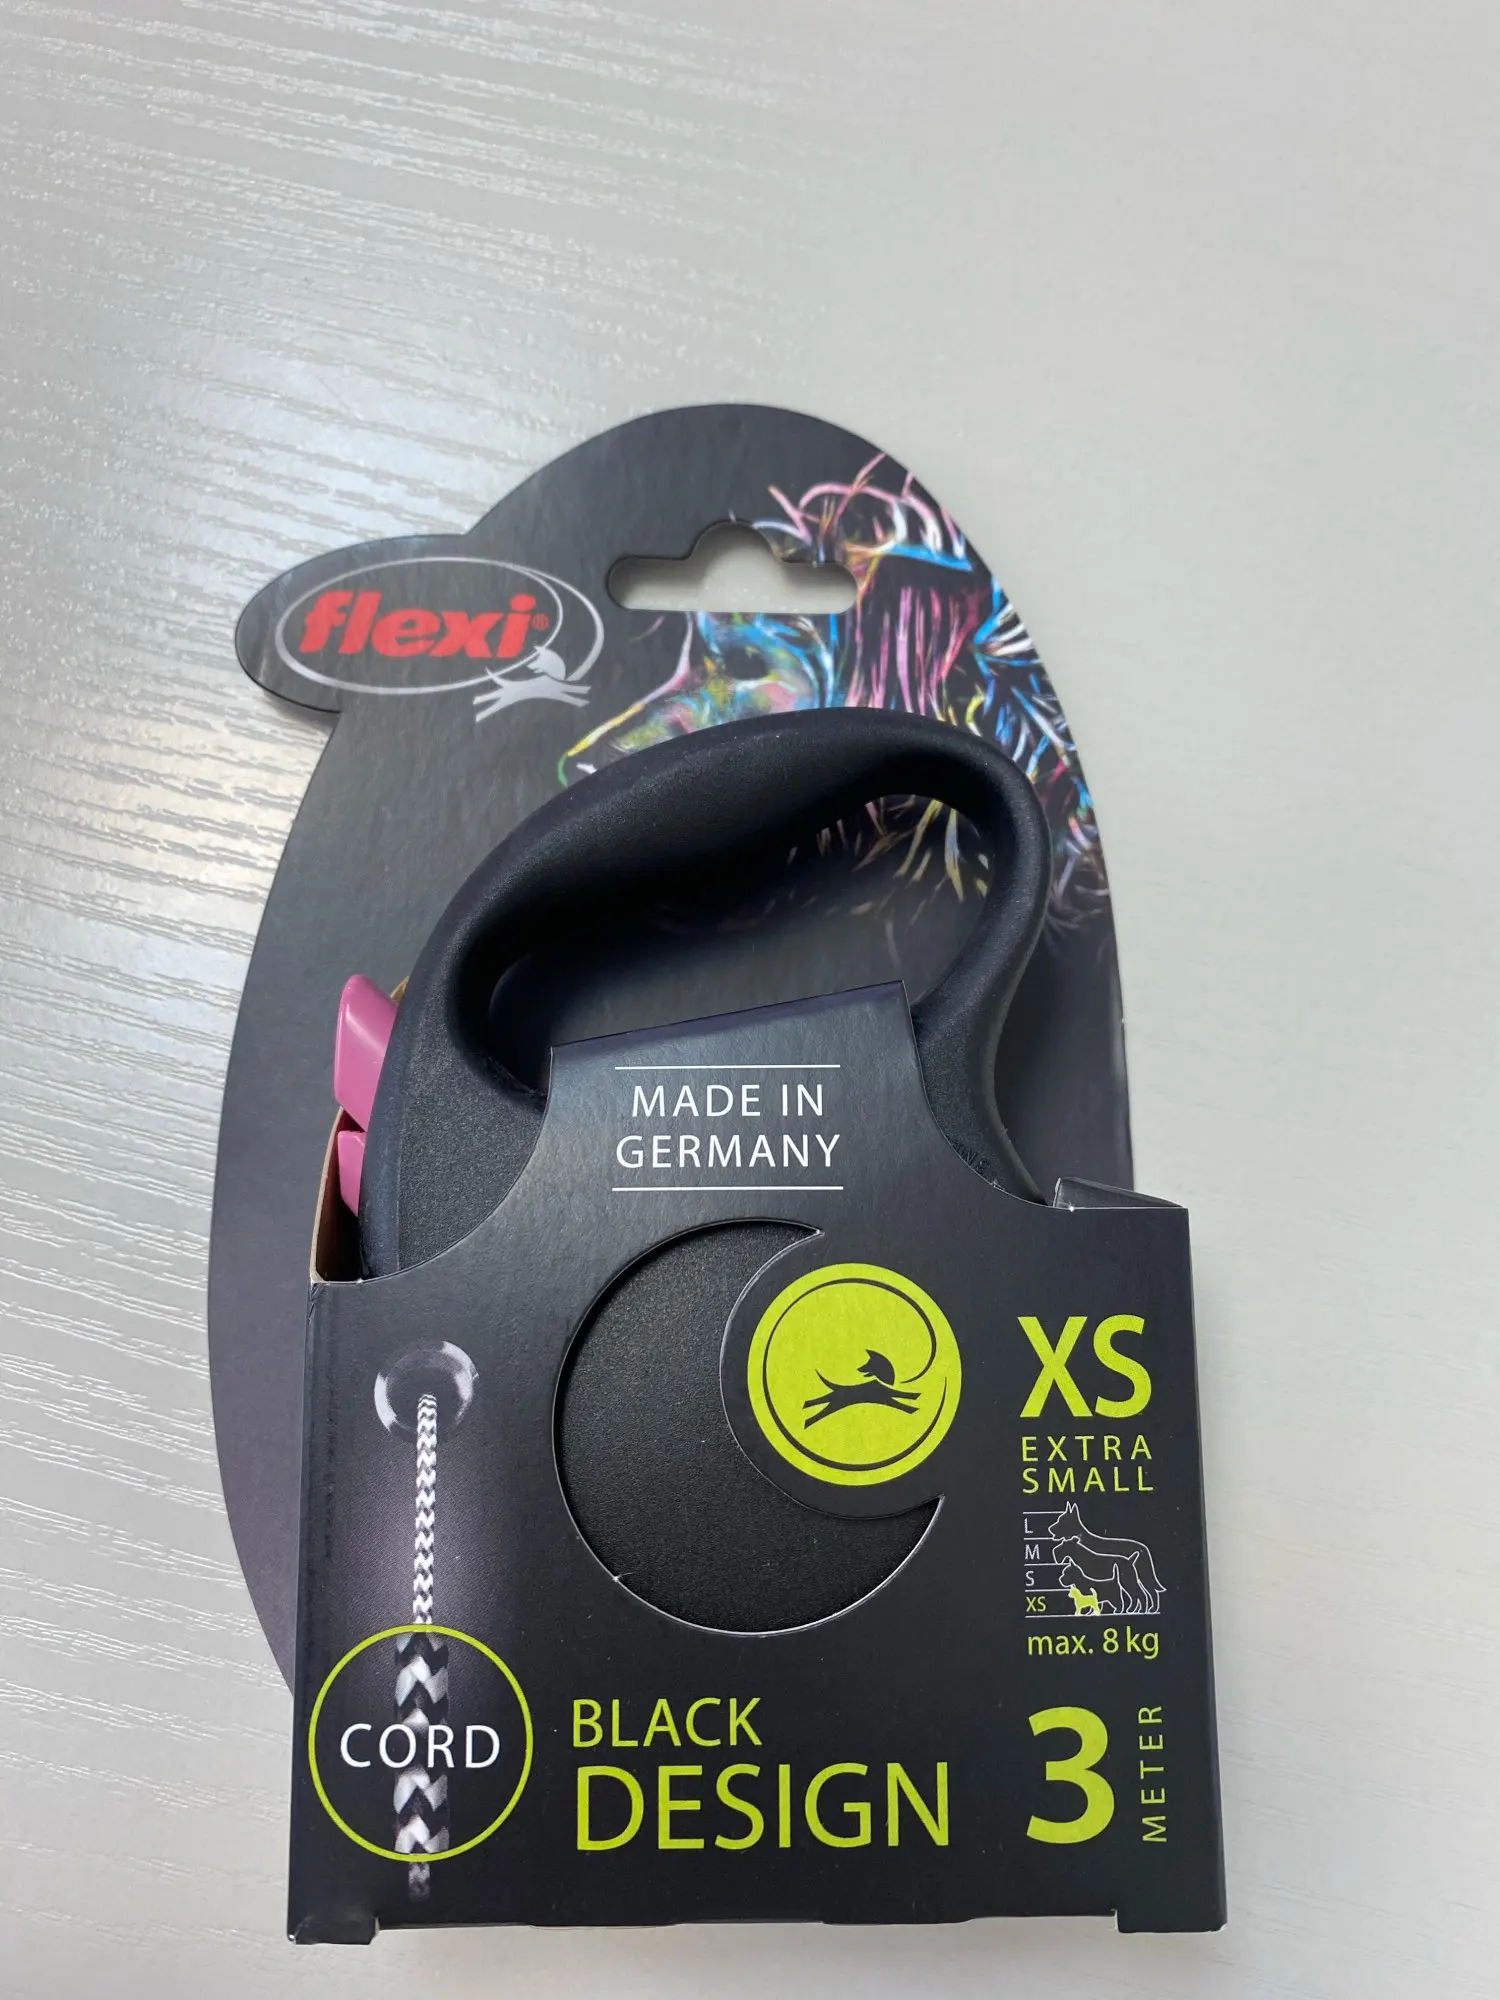 flexi®
MADE IN
GERMANY
XS
EXTRA
SMALL
L
M
S
XS
max. 8 kg
CORD
BLACK
DESIGN
3
METER